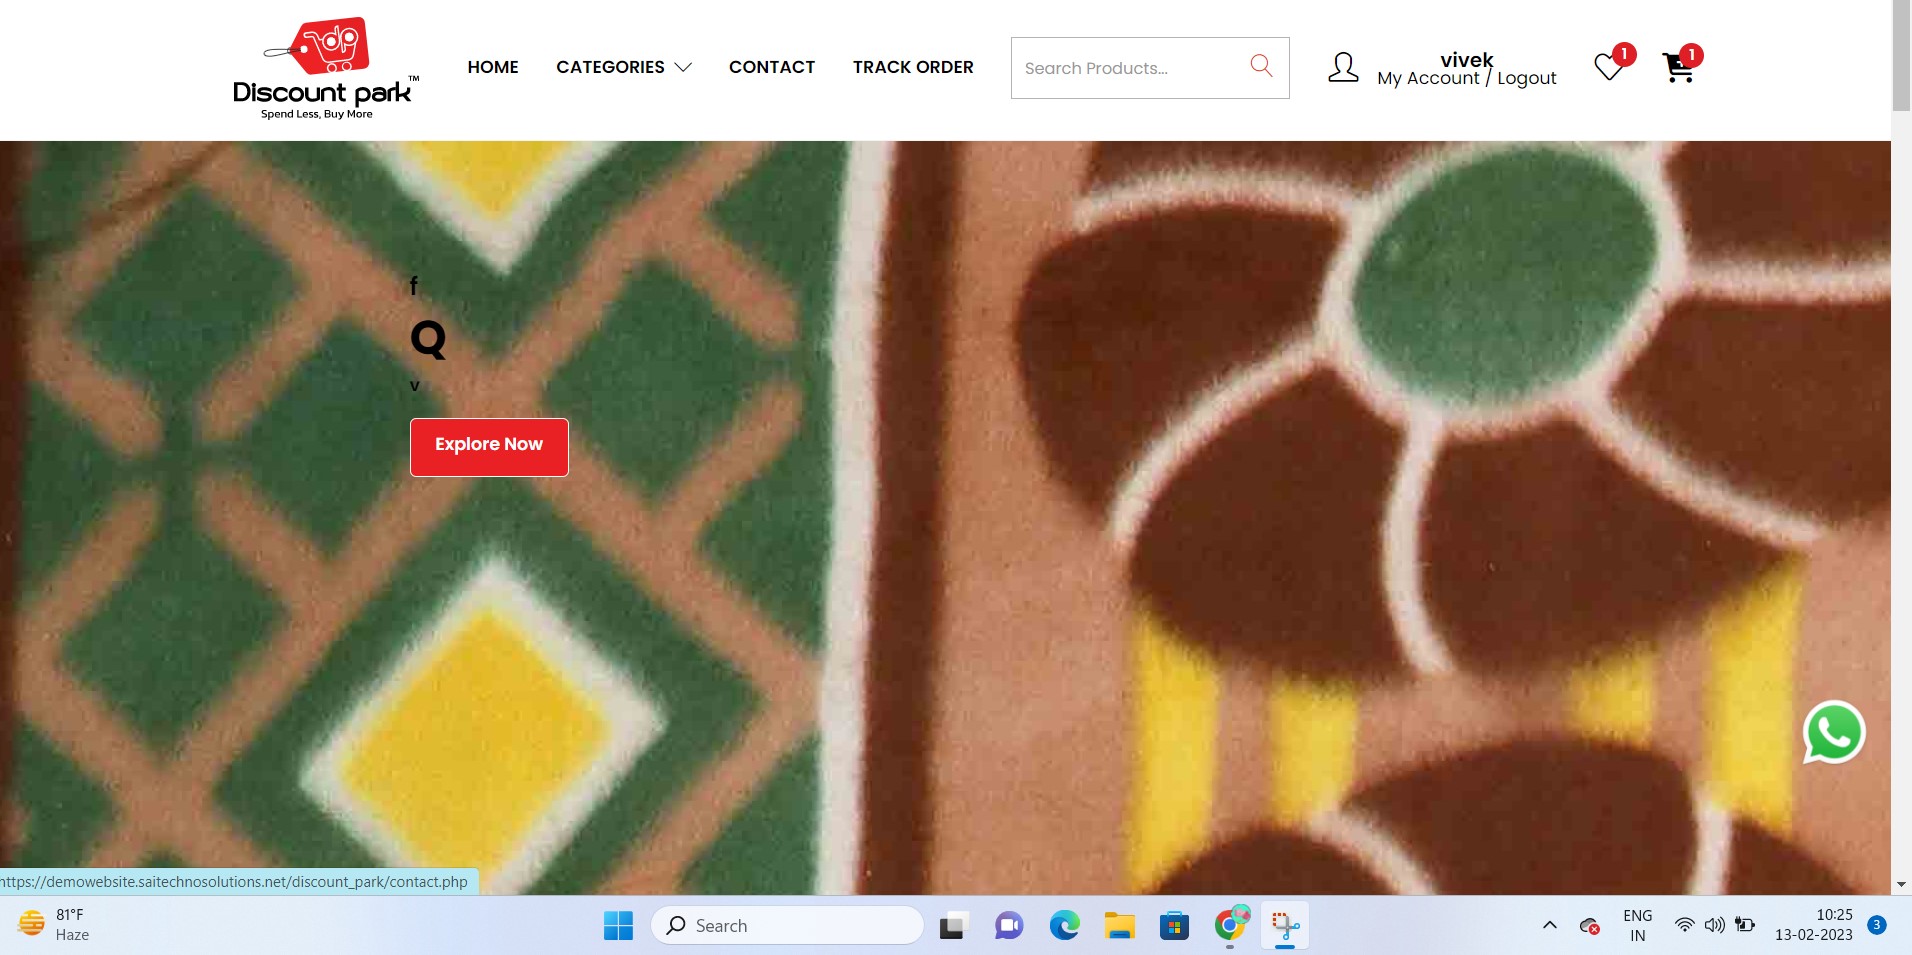 Discount park™
Spend Less, Buy More
HOME
CATEGORIES
CONTACT
TRACK ORDER
Search Products...
vivek
My Account / Logout
1
1
f
Q
v
Explore Now
https://demowebsite.saitechnosolutions.net/discount_park/contact.php
81°F
Haze
Search
ENG
IN
10:25
13-02-2023
3